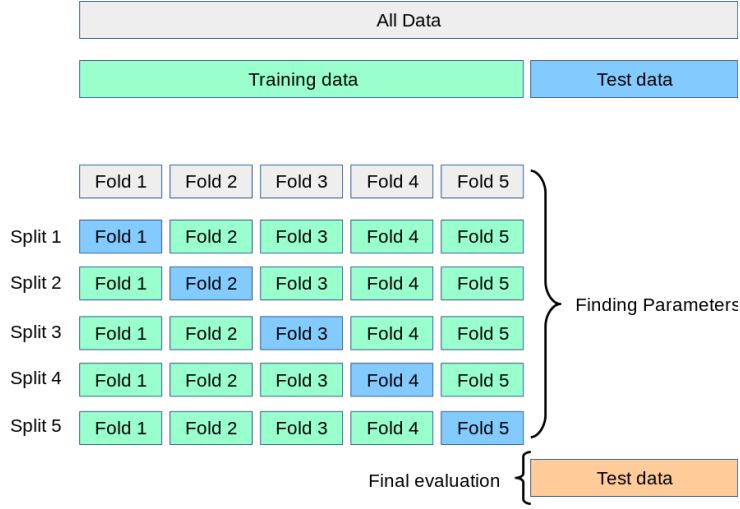 All Data
Training data Test data
Fold 1 Fold 2 Fold 3 Fold 4 Fold 5
Split 1 Fold 1 Fold 2 Fold 3 Fold 4 Fold 5
Split 2 Fold 1 Fold 2 Fold 3 Fold 4 Fold 5
Finding Parameters
Split 3 Fold 1 Fold 2 Fold 3 Fold 4 Fold 5
Split 4 Fold 1 Fold 2 Fold 3 Fold 4 Fold 5
Split 5 Fold 1 Fold 2 Fold 3 Fold 4 Fold 5
Final evaluation Test data